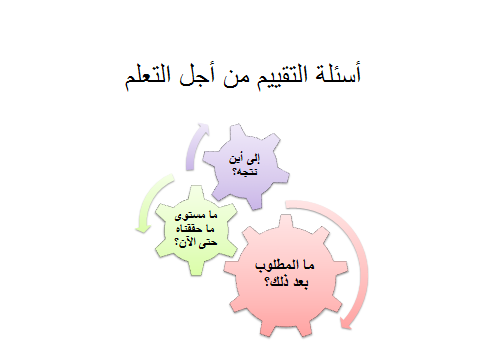 أسئلة التقييم من أجل التعلم
إلى أين
نتجه؟
ما مستوى
ما حققناه
حتى الآن؟
ما المطلوب
بعد ذلك؟